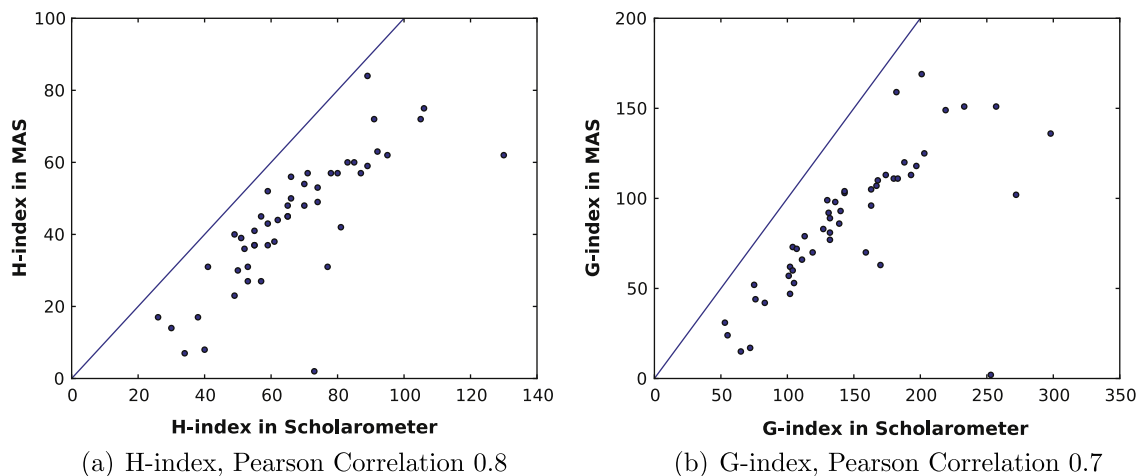 100
80
60
40
20
0
H-index in MAS
0 20 40 60 80 100 120 140
H-index in Scholarometer
(a) H-index, Pearson Correlation 0.8
200
150
100
50
0
G-index in MAS
0 50 100 150 200 250 300 350
G-index in Scholarometer
(b) G-index, Pearson Correlation 0.7